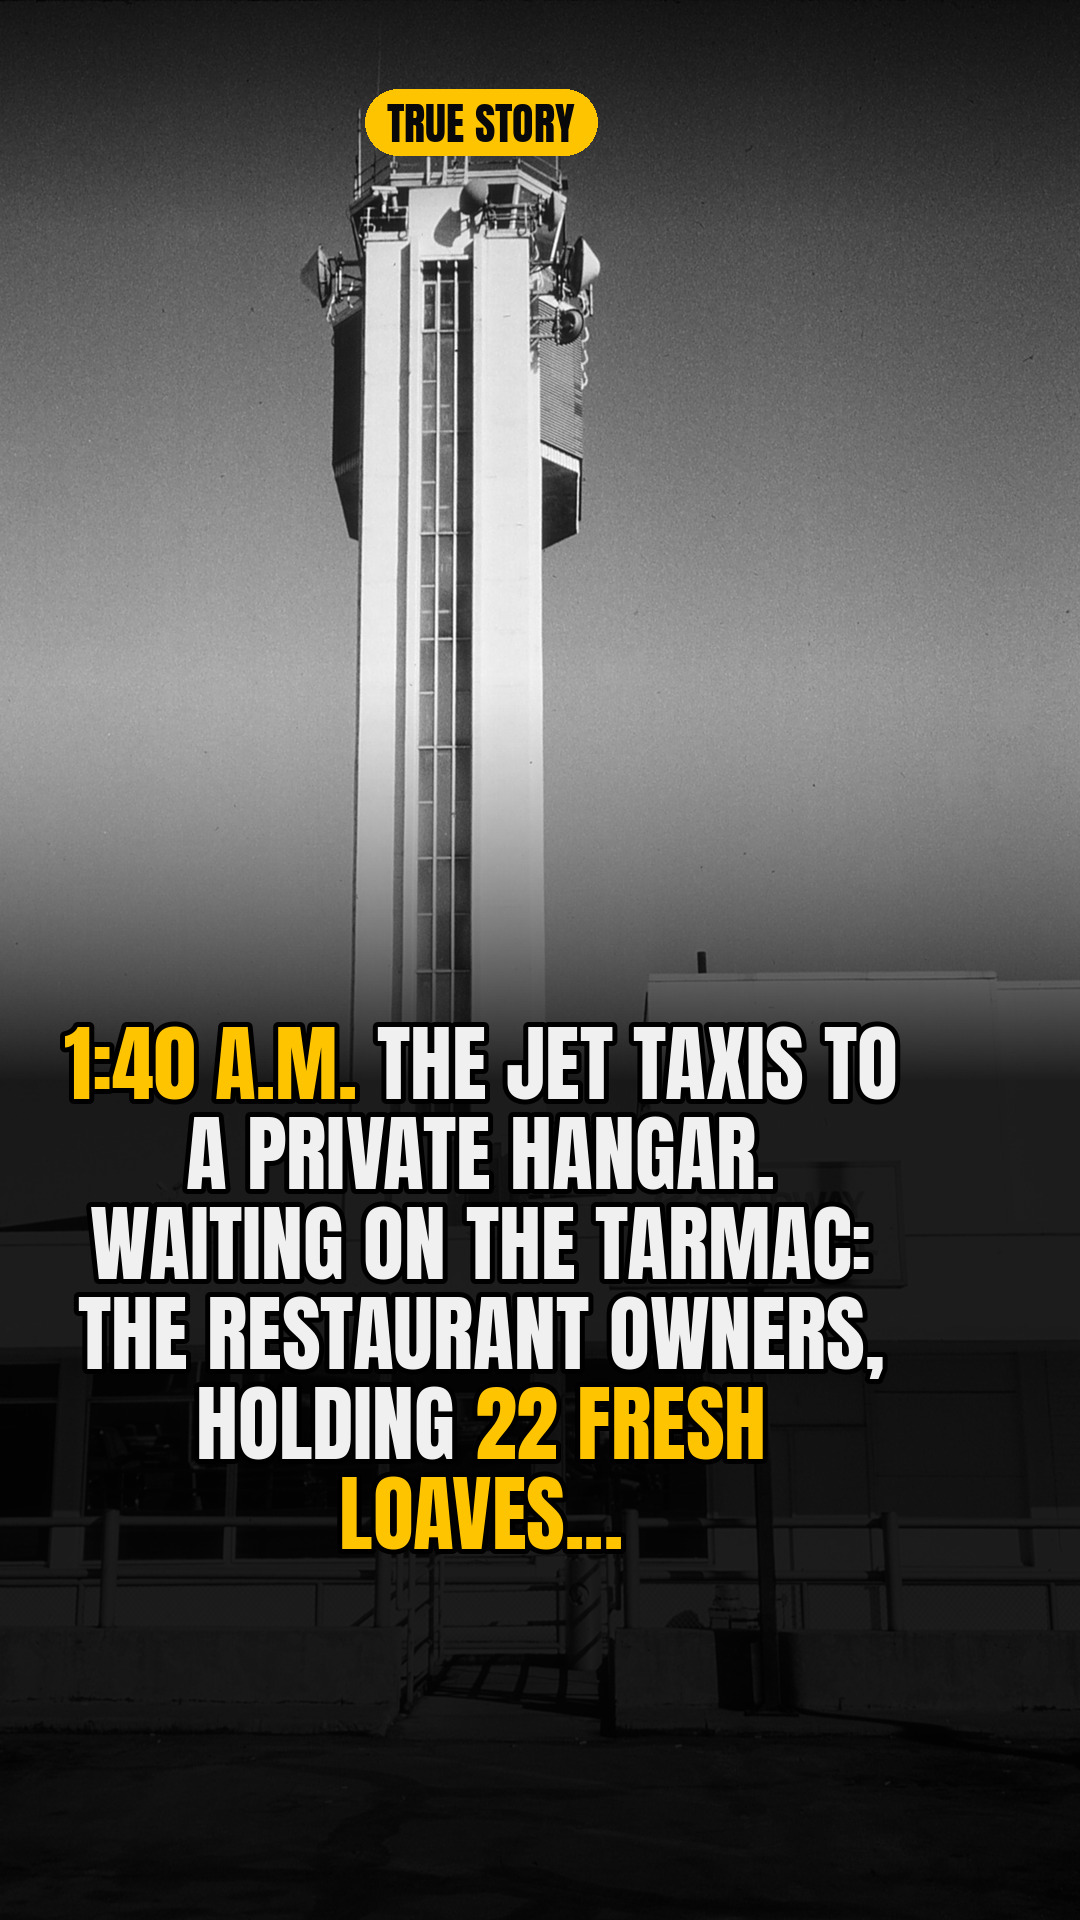 TRUE STORY
1:40 A.M. THE JET TAXIS TO
A PRIVATE HANGAR.
WAITING ON THE TARMAC:
THE RESTAURANT OWNERS,
HOLDING 22 FRESH
LOAVES...